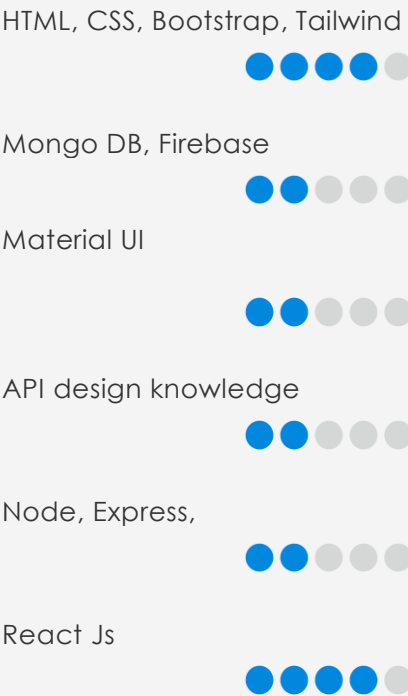 HTML, CSS, Bootstrap, Tailwind
Mongo DB, Firebase
Material UI
API design knowledge
Node, Express,
React Js